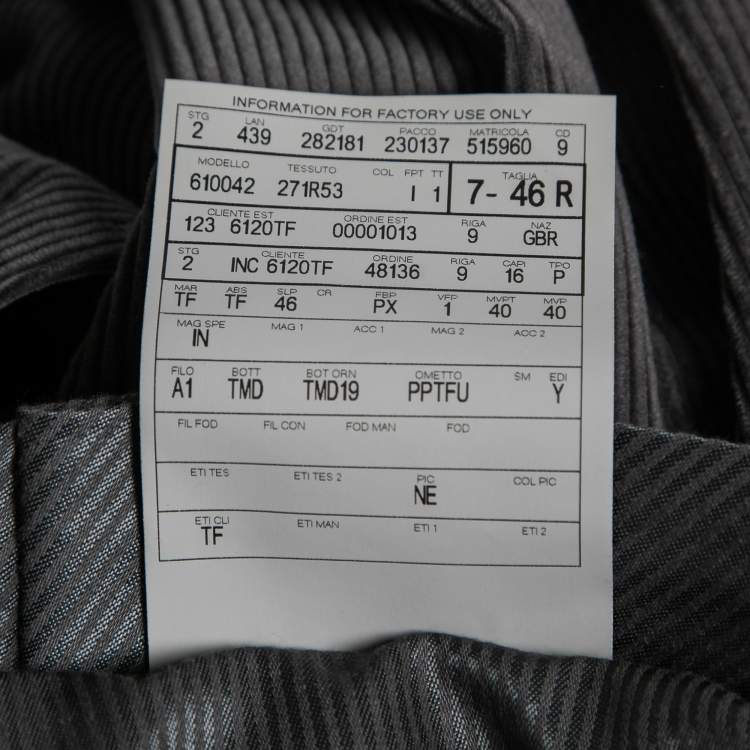 INFORMATION FOR FACTORY USE ONLY
STG LAN GDT PACCO MATRICOLA CD
2 439 282181 230137 515960 9
MODELLO TESSUTO COL FPT TT TAGLIA
610042 271R53 I 1 7- 46 R
CLIENTE EST ORDINE EST RIGA NAZ
123 6120TF 00001013 9 GBR
STG CLIENTE ORDINE RIGA CAPI TPO
2 INC 6120TF 48136 9 16 P
MAR ABS SLP CR FBP VFP MVPT MVP
TF TF 46 PX 1 40 40
MAG SPE MAG 1 ACC 1 MAG 2 ACC 2
IN
FILO BOTT BOT ORN OMETTO SM EDI
A1 TMD TMD19 PPTFU Y
FIL FOD FIL CON FOD MAN FOD
ETI TES ETI TES 2 PIC COL PIC
NE
ETI CLI ETI MAN ETI 1 ETI 2
TF